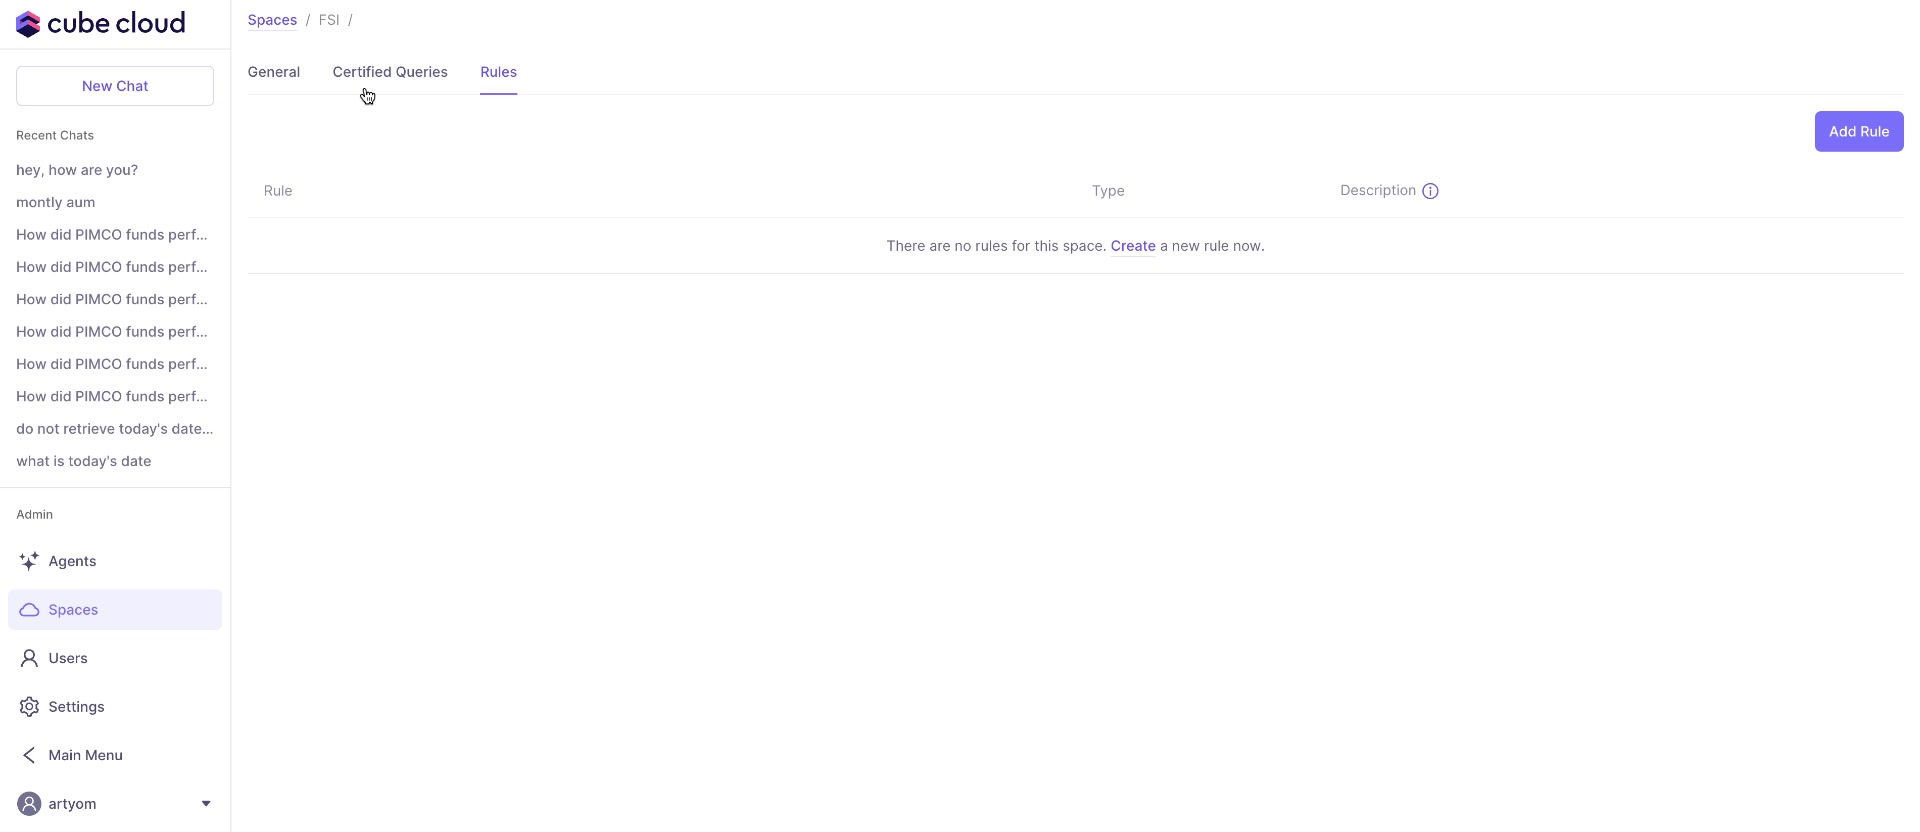 cube cloud
New Chat
Recent Chats
hey, how are you?
montly aum
How did PIMCO funds perf...
How did PIMCO funds perf...
How did PIMCO funds perf...
How did PIMCO funds perf...
How did PIMCO funds perf...
How did PIMCO funds perf...
do not retrieve today's date...
what is today's date
Admin
Agents
Spaces
Users
Settings
Main Menu
artyom
Spaces / FSI /
General Certified Queries Rules
Add Rule
Rule Type Description
There are no rules for this space. Create a new rule now.